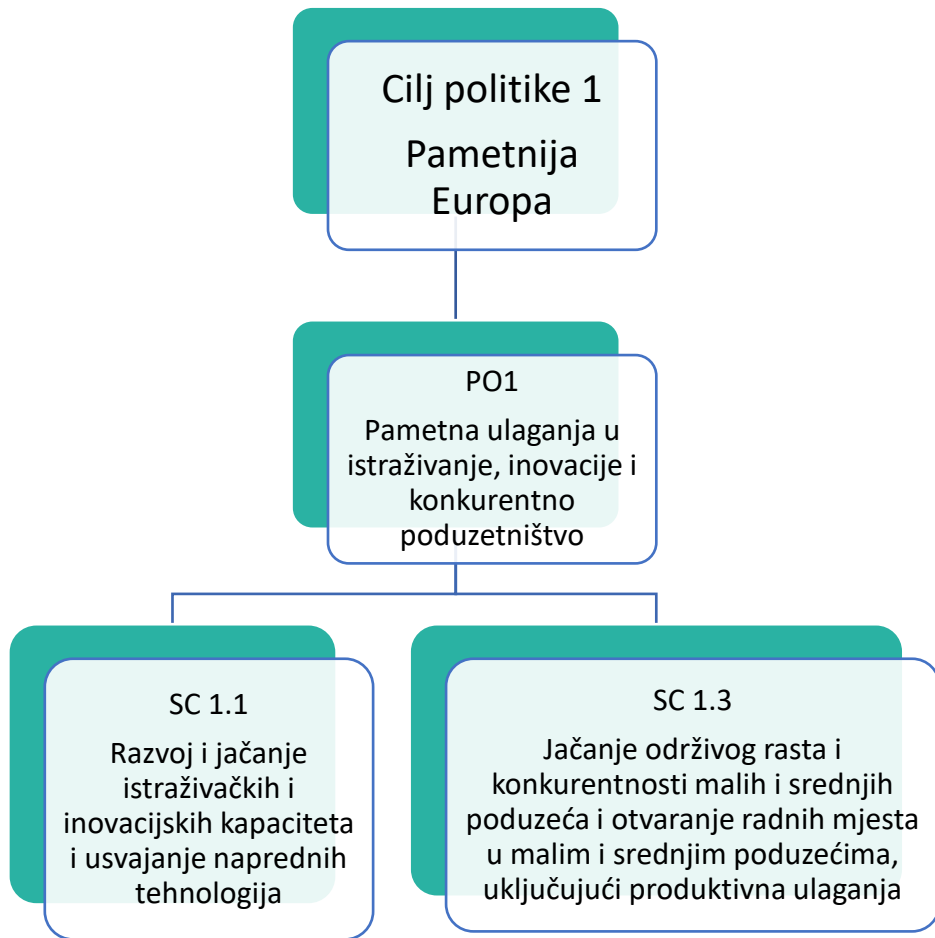 Cilj politike 1
Pametnija
Europa
PO1
Pametna ulaganja u
istraživanje, inovacije i
konkurentno
poduzetništvo
SC 1.1
Razvoj i jačanje
istraživačkih i
inovacijskih kapaciteta
i usvajanje naprednih
tehnologija
SC 1.3
Jačanje održivog rasta i
konkurentnosti malih i srednjih
poduzeća i otvaranje radnih mjesta
u malim i srednjim poduzećima,
uključujući produktivna ulaganja